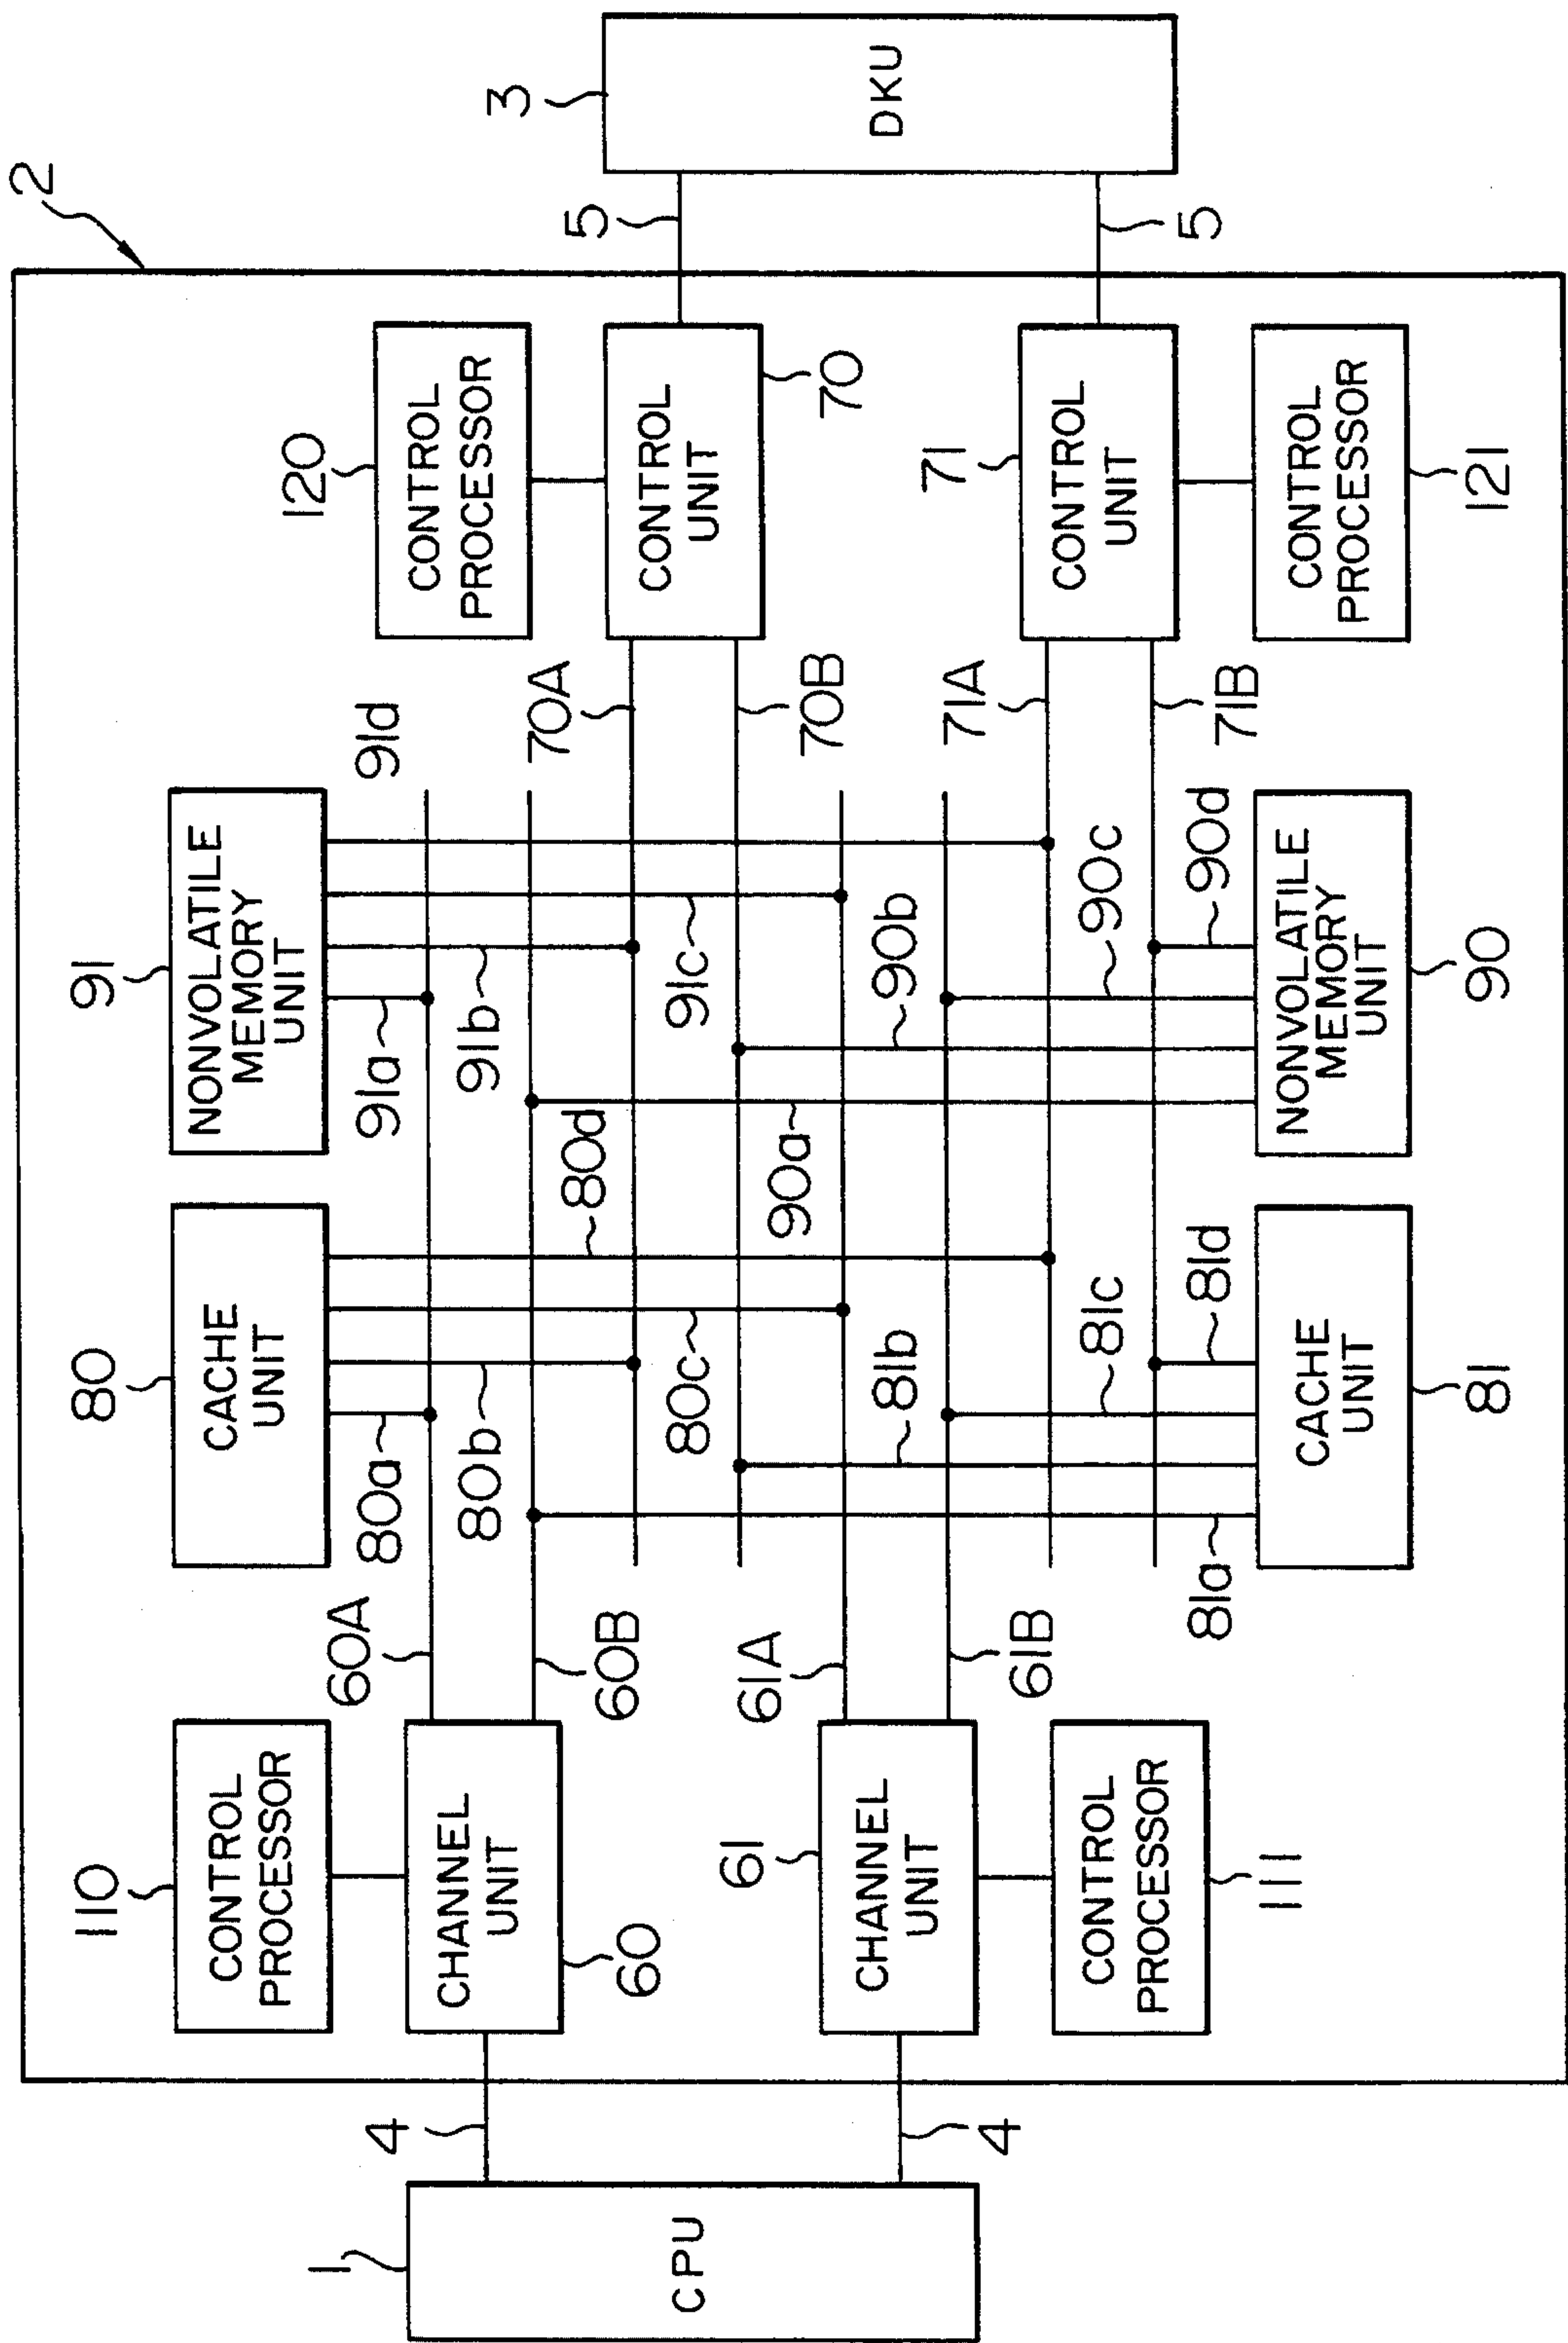 2
1
CPU
4
4
110
CONTROL
PROCESSOR
CHANNEL
UNIT
60
61
CHANNEL
UNIT
CONTROL
PROCESSOR
111
60A
60B
61A
61B
80
CACHE
UNIT
80a
80b
80c
80d
81a
81b
81c
81d
CACHE
UNIT
81
91
NONVOLATILE
MEMORY
UNIT
91a
91b
91c
91d
90a
90b
90c
90d
NONVOLATILE
MEMORY
UNIT
90
70A
70B
71A
71B
120
CONTROL
PROCESSOR
CONTROL
UNIT
70
71
CONTROL
UNIT
CONTROL
PROCESSOR
121
5
5
3
DKU